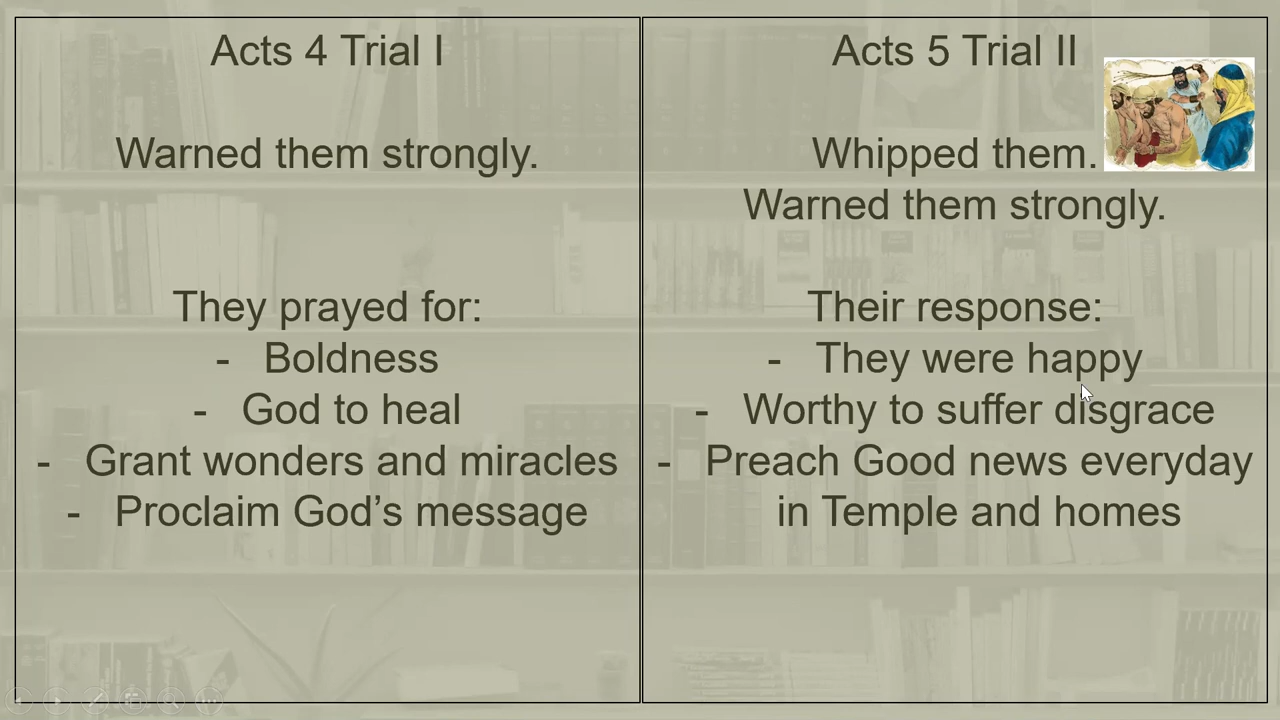 Acts 4 Trial I
Warned them strongly.
They prayed for:
- Boldness
- God to heal
- Grant wonders and miracles
- Proclaim God’s message
Acts 5 Trial II
Whipped them.
Warned them strongly.
Their response:
- They were happy
- Worthy to suffer disgrace
- Preach Good news everyday
in Temple and homes